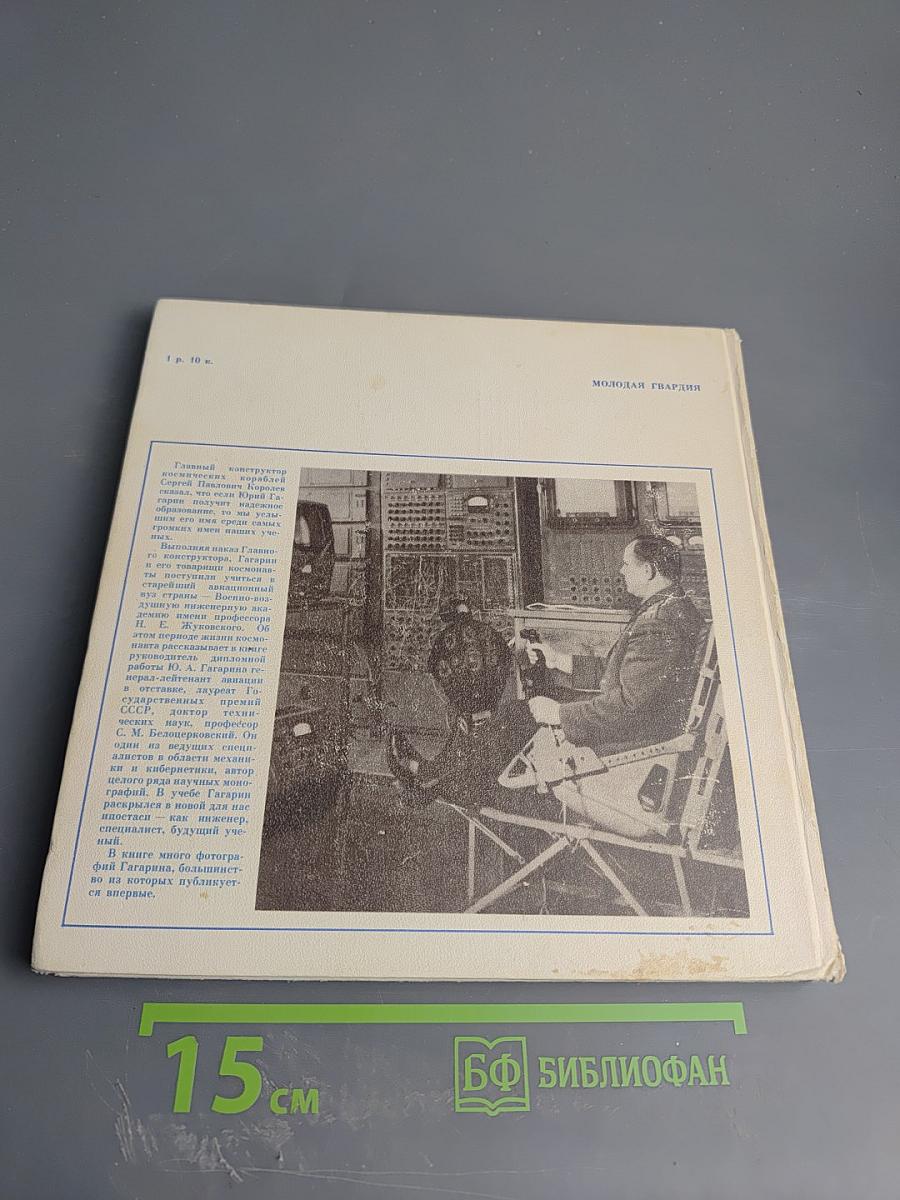 1 р. 10 к.
МОЛОДАЯ ГВАРДИЯ
Главный конструктор
космических кораблей
Сергей Павлович Королев
сказал, что если Юрий Га-
гарин получит надежное
образование, то мы услы-
шим его имя среди самых
громких имен наших уче-
ных.
Выполняя наказ Главно-
го конструктора, Гагарин
и его товарищи космонав-
ты поступили учиться в
старейший авиационный
вуз страны — Военно-воз-
душную инженерную ака-
демию имени профессора
Н. Е. Жуковского. Об
этом периоде жизни космо-
навта рассказывает в книге
руководитель дипломной
работы Ю. А. Гагарина ге-
нерал-лейтенант авиации
в отставке, лауреат Го-
сударственных премий
СССР, доктор техни-
ческих наук, профессор
С. М. Белоцерковский. Он
один из ведущих специ-
алистов в области механи-
ки и кибернетики, автор
целого ряда научных моно-
графий. В учебе Гагарин
раскрылся в новой для нас
ипостаси — как инженер,
специалист, будущий уче-
ный.
В книге много фотогра-
фий Гагарина, большинст-
во из которых публикует-
ся впервые.
15 см
БФ БИБЛИОФАН